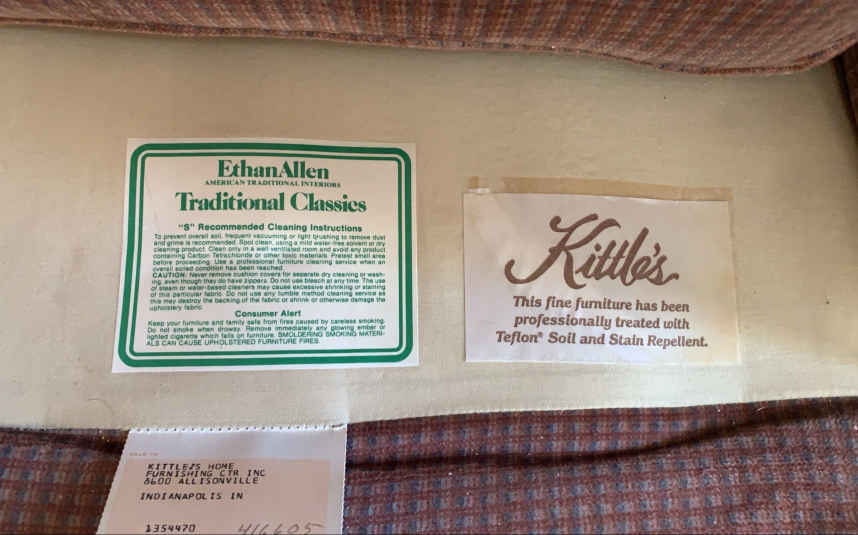 EthanAllen
AMERICAN TRADITIONAL INTERIORS
Traditional Classics
"S" Recommended Cleaning Instructions
To prevent overall soil, frequent vacuuming or light brushing to remove dust
and grime is recommended. Spot clean, using a mild water-free solvent or dry
cleaning product. Clean only in a well ventilated room and avoid any product
containing Carbon Tetrachloride or other toxic materials. Pretest small area
before proceeding. Use a professional furniture cleaning service when an
overall soiled condition has been reached.
CAUTION: Never remove cushion covers for separate dry cleaning or wash-
ing, even though they do have zippers. Do not use bleach at any time. The use
of steam or water-based cleaners may cause excessive shrinking or staining
of this particular fabric. Do not use any tumble method cleaning service as
this may destroy the backing of the fabric or shrink or otherwise damage the
upholstery fabric.
Consumer Alert
Keep your furniture and family safe from fires caused by careless smoking.
Do not smoke when drowsy. Remove immediately any glowing ember or
lighted cigarette which falls on furniture. SMOLDERING SMOKING MATERI-
ALS CAN CAUSE UPHOLSTERED FURNITURE FIRES.
Kittle's
This fine furniture has been
professionally treated with
Teflon® Soil and Stain Repellent.
SOLD TO
KITTLE'S HOME
FURNISHING CTR INC
8600 ALLISONVILLE
INDIANAPOLIS IN
1354470 416605